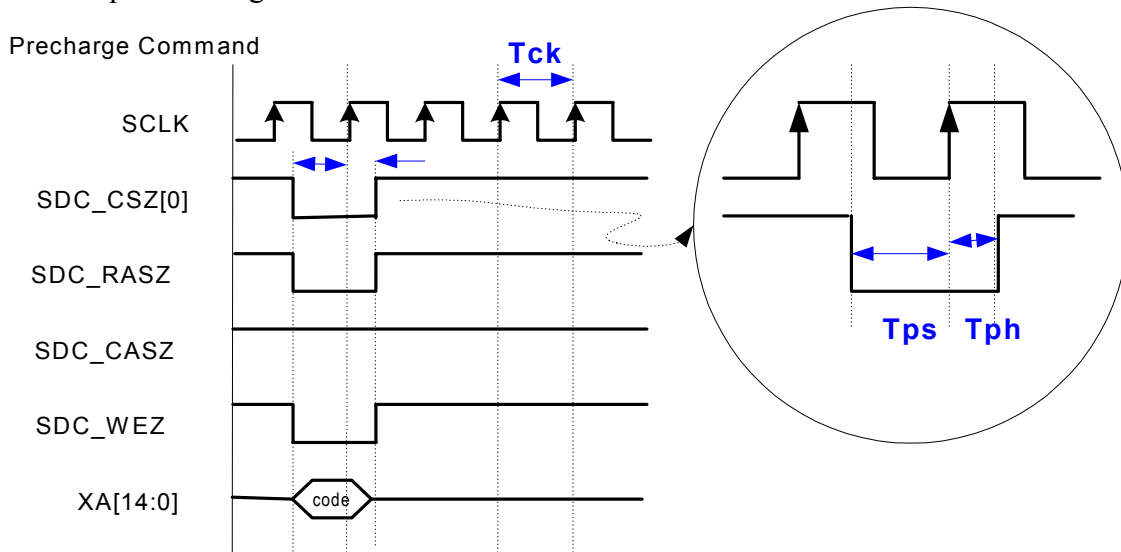 Precharge Command
Tck
SCLK
SDC_CSZ[0]
SDC_RASZ
Tps
Tph
SDC_CASZ
SDC_WEZ
XA[14:0]
code